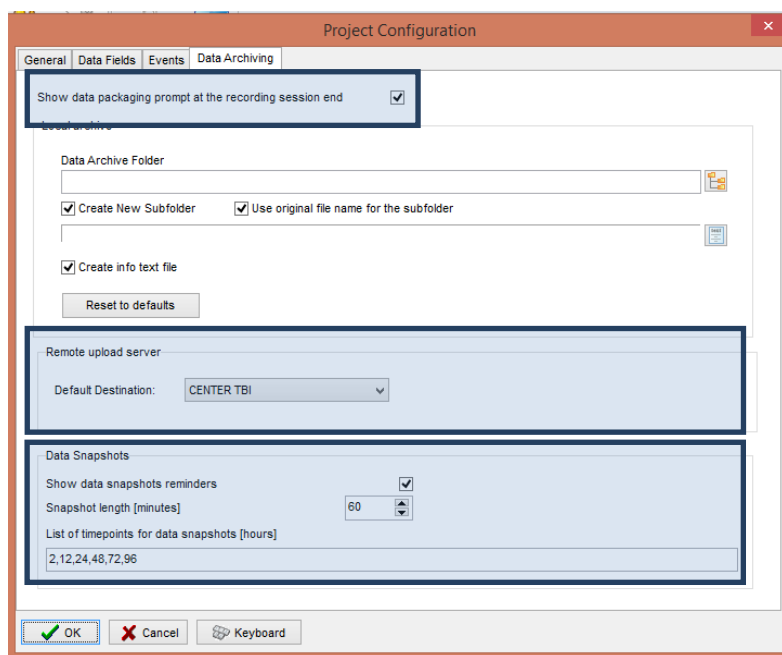 Project Configuration
General Data Fields Events Data Archiving
Show data packaging prompt at the recording session end
Local archive
Data Archive Folder
Create New Subfolder Use original file name for the subfolder
Create info text file
Reset to defaults
Remote upload server
Default Destination: CENTER TBI
Data Snapshots
Show data snapshots reminders
Snapshot length [minutes] 60
List of timepoints for data snapshots [hours]
2,12,24,48,72,96
OK Cancel Keyboard